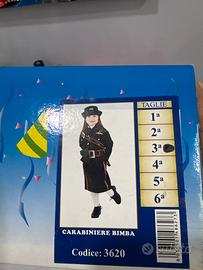 TAGLIE
1ª
2ª
3ª
4ª
5ª
6ª
CARABINIERE BIMBA
Codice: 3620